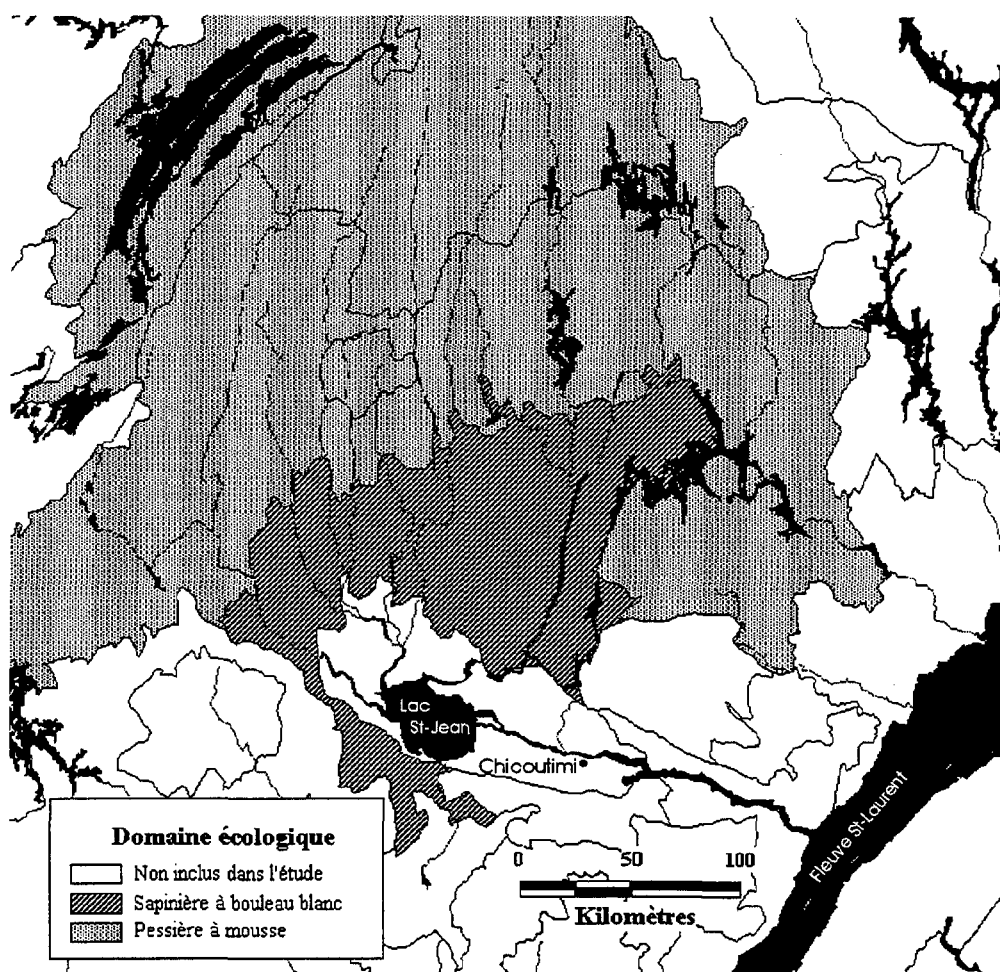 Lac
St-Jean
Chicoutimi
Fleuve St-Laurent
Domaine écologique
Non inclus dans l'étude
Sapinière à bouleau blanc
Pessière à mousse
0 50 100
Kilomètres